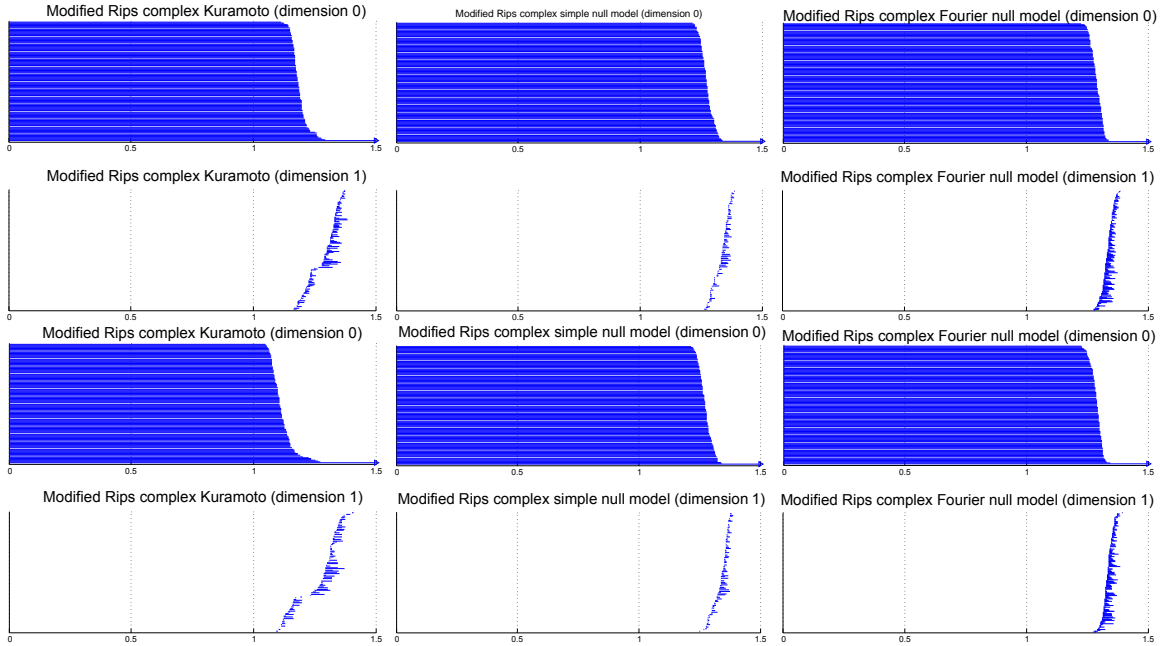 Modified Rips complex Kuramoto (dimension 0)
Modified Rips complex simple null model (dimension 0)
Modified Rips complex Fourier null model (dimension 0)
0 0.5 1 1.5
0 0.5 1 1.5
0 0.5 1 1.5
Modified Rips complex Kuramoto (dimension 1)
Modified Rips complex Fourier null model (dimension 1)
0 0.5 1 1.5
0 0.5 1 1.5
0 0.5 1 1.5
Modified Rips complex Kuramoto (dimension 0)
Modified Rips complex simple null model (dimension 0)
Modified Rips complex Fourier null model (dimension 0)
0 0.5 1 1.5
0 0.5 1 1.5
0 0.5 1 1.5
Modified Rips complex Kuramoto (dimension 1)
Modified Rips complex simple null model (dimension 1)
Modified Rips complex Fourier null model (dimension 1)
0 0.5 1 1.5
0 0.5 1 1.5
0 0.5 1 1.5